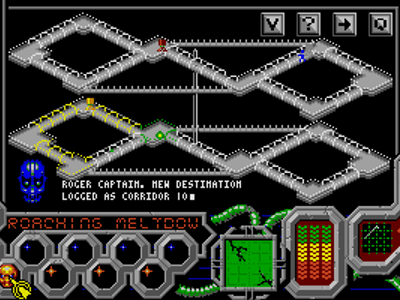 V ? Q
ROGER CAPTAIN. NEW DESTINATION
LOGGED AS CORRIDOR 10
ROACHING MELTDOW